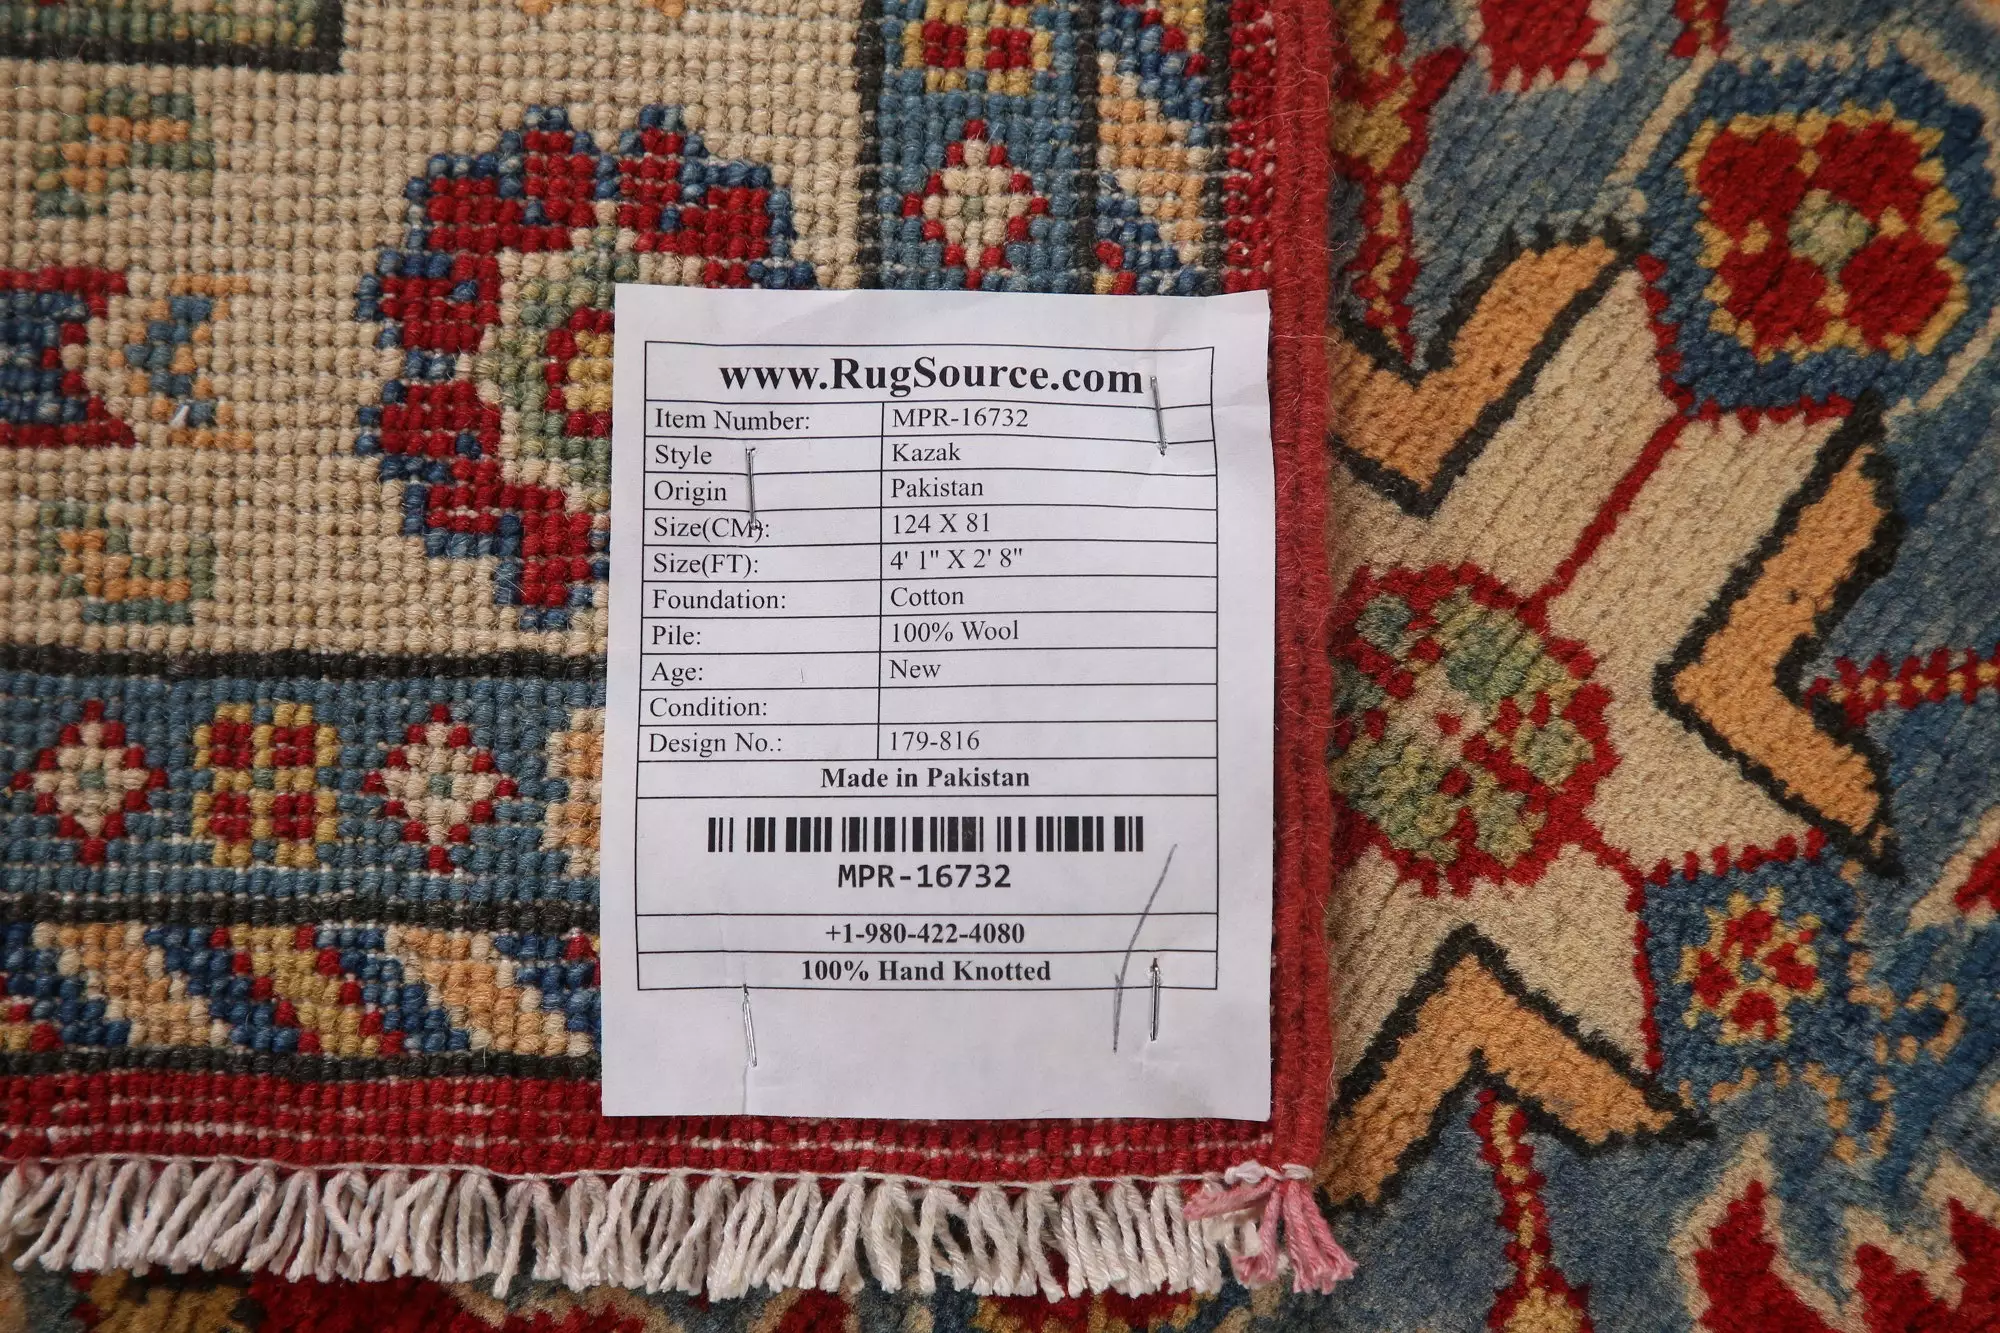 www.RugSource.com
Item Number: MPR-16732
Style Kazak
Origin Pakistan
Size(CM): 124 X 81
Size(FT): 4' 1" X 2' 8"
Foundation: Cotton
Pile: 100% Wool
Age: New
Condition:
Design No.: 179-816
Made in Pakistan
MPR-16732
+1-980-422-4080
100% Hand Knotted